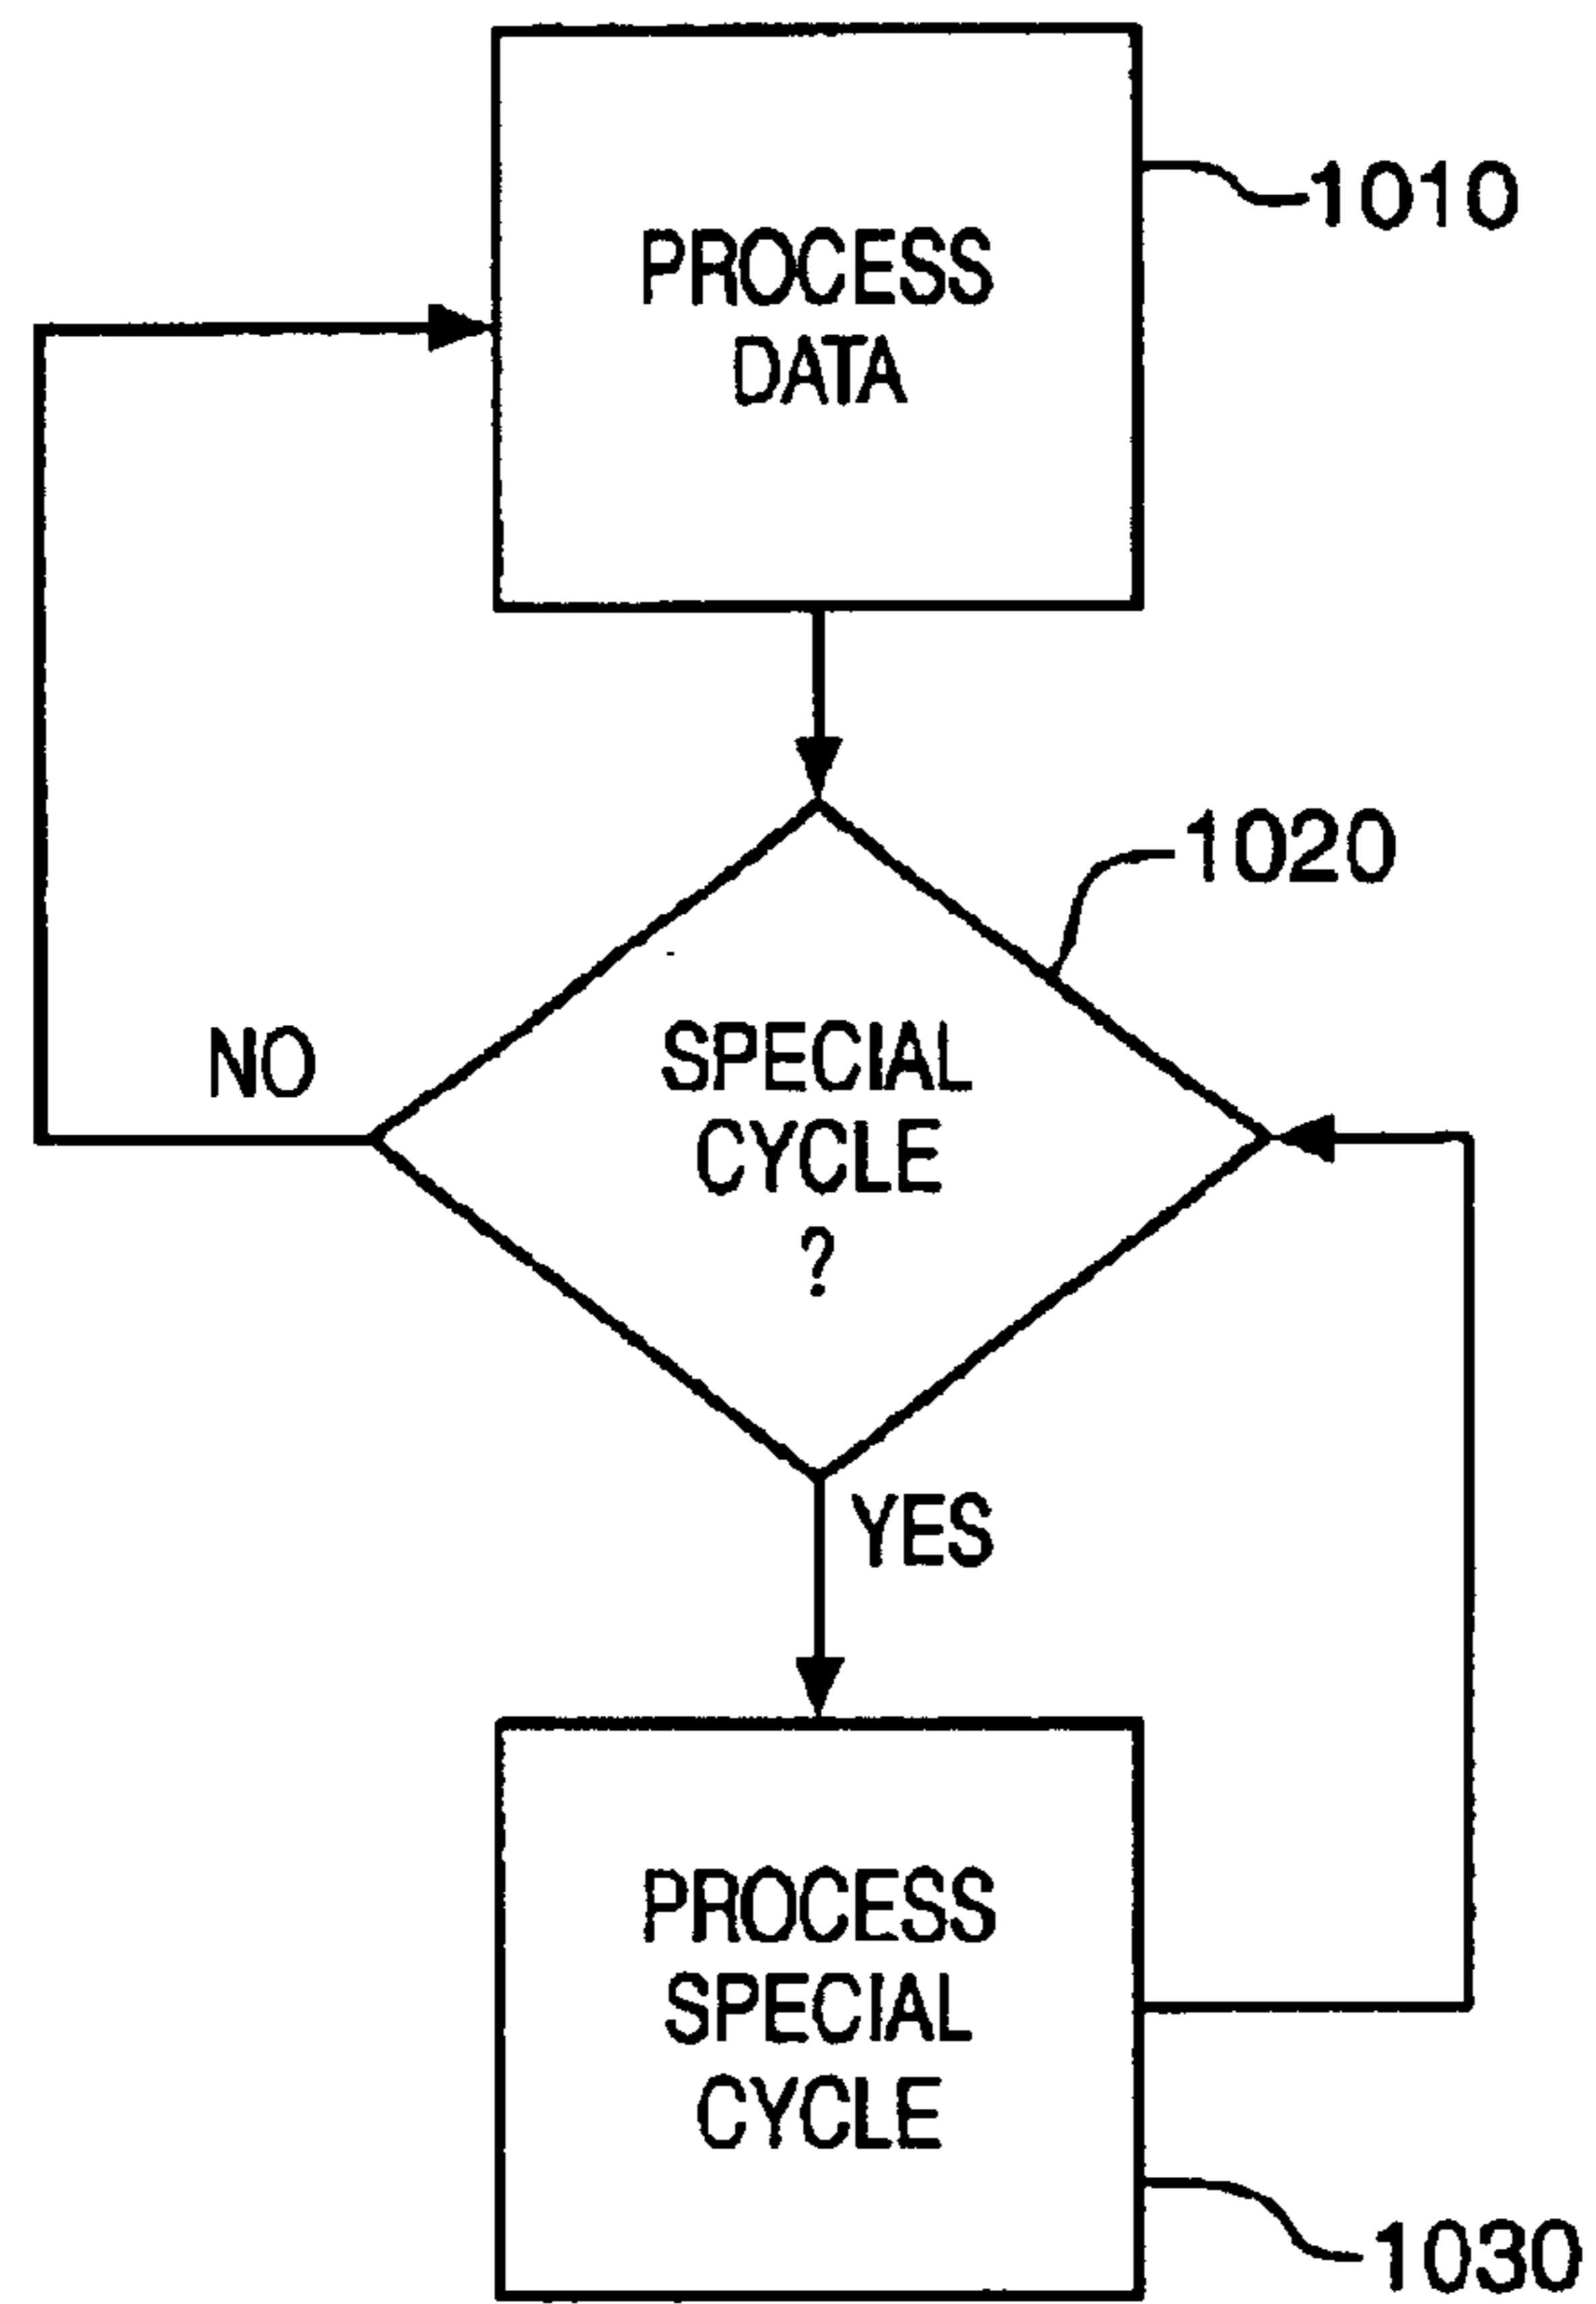 1010
PROCESS
DATA
1020
SPECIAL
CYCLE
?
NO
YES
PROCESS
SPECIAL
CYCLE
1030